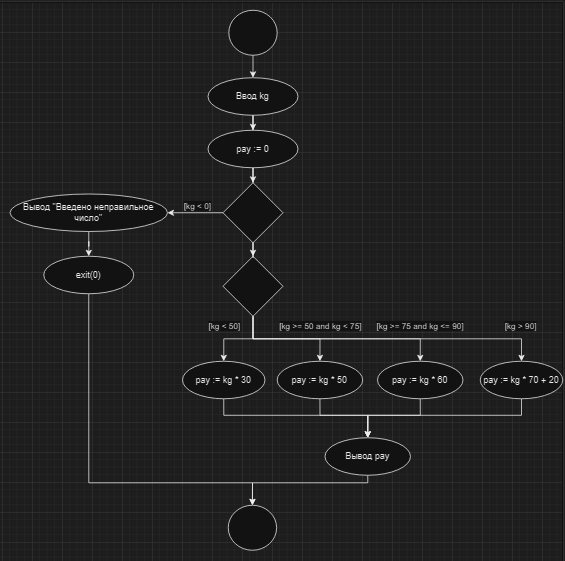 Ввод kg
pay := 0
[kg < 0]
Вывод "Введено неправильное
число"
exit(0)
[kg < 50]
[kg >= 50 and kg < 75]
[kg >= 75 and kg <= 90]
[kg > 90]
pay := kg * 30
pay := kg * 50
pay := kg * 60
pay := kg * 70 + 20
Вывод pay